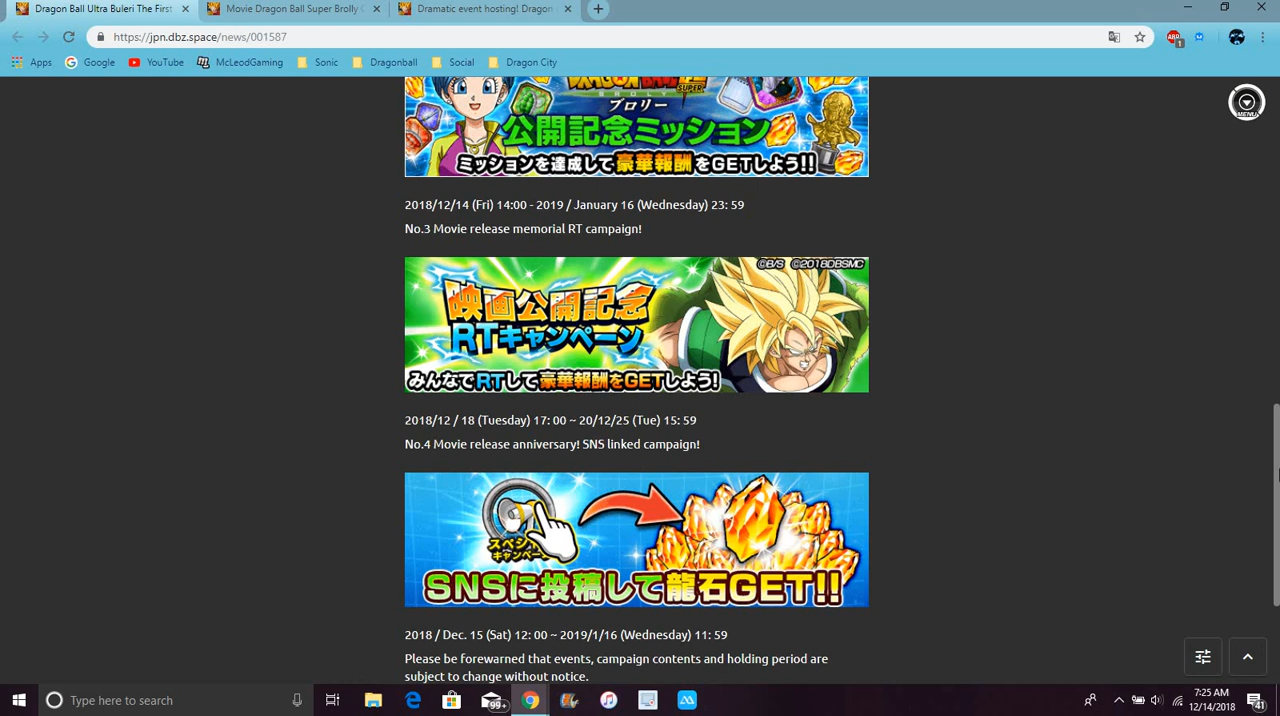 Dragon Ball Ultra Buleri The First
Movie Dragon Ball Super Brolly
Dramatic event hosting! Dragon
https://jpn.dbz.space/news/001587
Apps
Google
YouTube
McLeodGaming
Sonic
Dragonball
Social
Dragon City
ABP
1
MENU
DRAGON BALL SUPER
ブロリー
公開記念ミッション
ミッションを達成して豪華報酬をGETしよう!!
2018/12/14 (Fri) 14:00 - 2019 / January 16 (Wednesday) 23: 59
No.3 Movie release memorial RT campaign!
©B/S ©2018DBSMC
映画公開記念
RTキャンペーン
みんなでRTして豪華報酬をGETしよう!
2018/12 / 18 (Tuesday) 17: 00 ~ 20/12/25 (Tue) 15: 59
No.4 Movie release anniversary! SNS linked campaign!
スペシャル
キャンペーン
SNSに投稿して龍石GET!!
2018 / Dec. 15 (Sat) 12: 00 ~ 2019/1/16 (Wednesday) 11: 59
Please be forewarned that events, campaign contents and holding period are
subject to change without notice.
Type here to search
99+
7:25 AM
12/14/2018
41